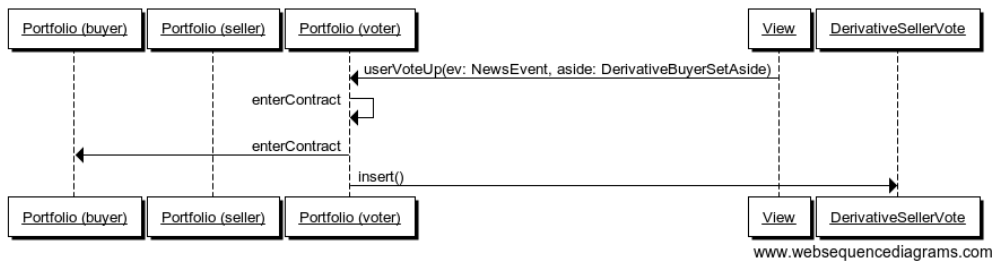 Portfolio (buyer) Portfolio (seller) Portfolio (voter) View DerivativeSellerVote
userVoteUp(ev: NewsEvent, aside: DerivativeBuyerSetAside)
enterContract
enterContract
insert()
Portfolio (buyer) Portfolio (seller) Portfolio (voter) View DerivativeSellerVote
www.websequencediagrams.com